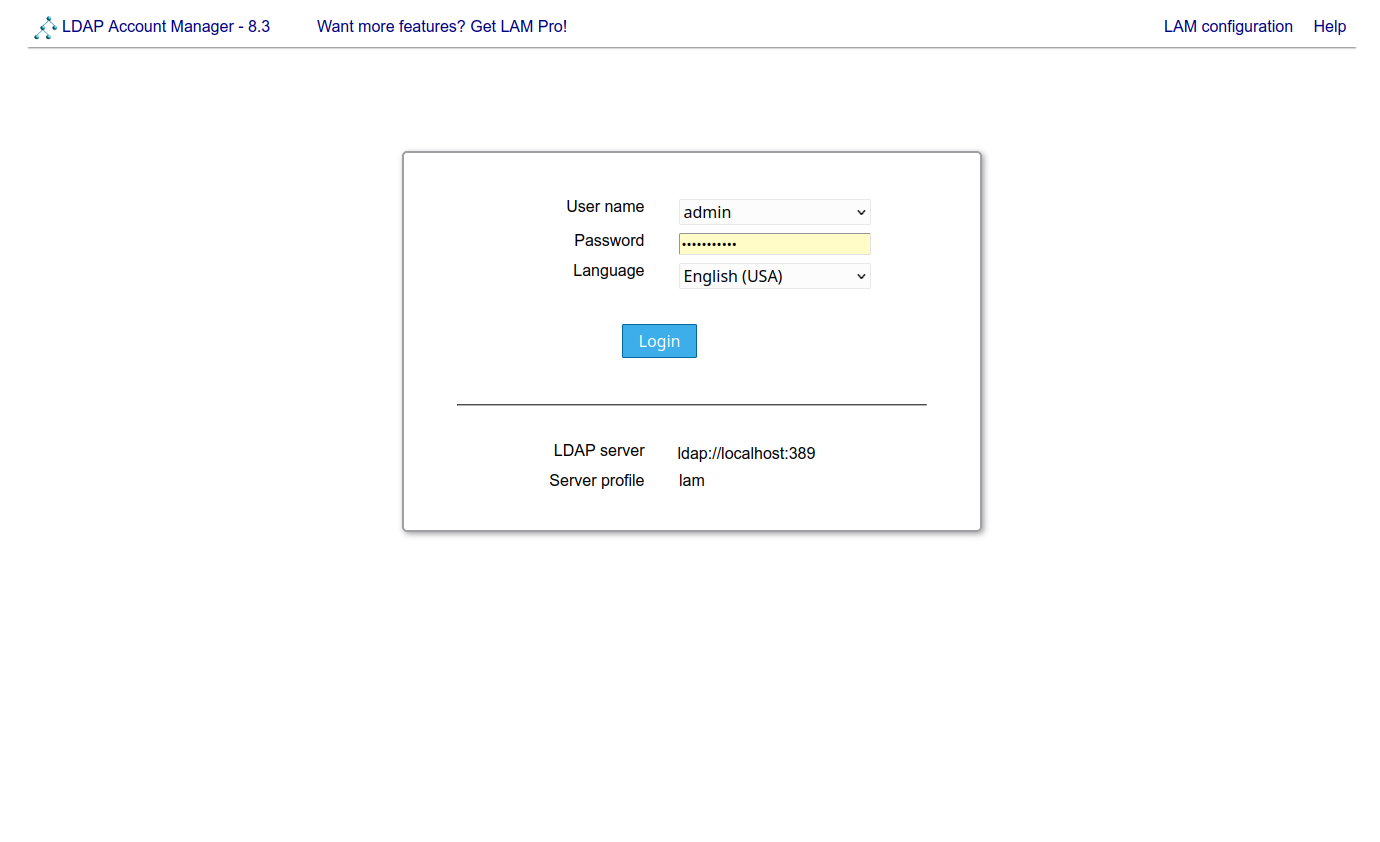 LDAP Account Manager - 8.3 Want more features? Get LAM Pro! LAM configuration Help
User name admin
Password •••••••••••
Language English (USA)
Login
LDAP server ldap://localhost:389
Server profile lam